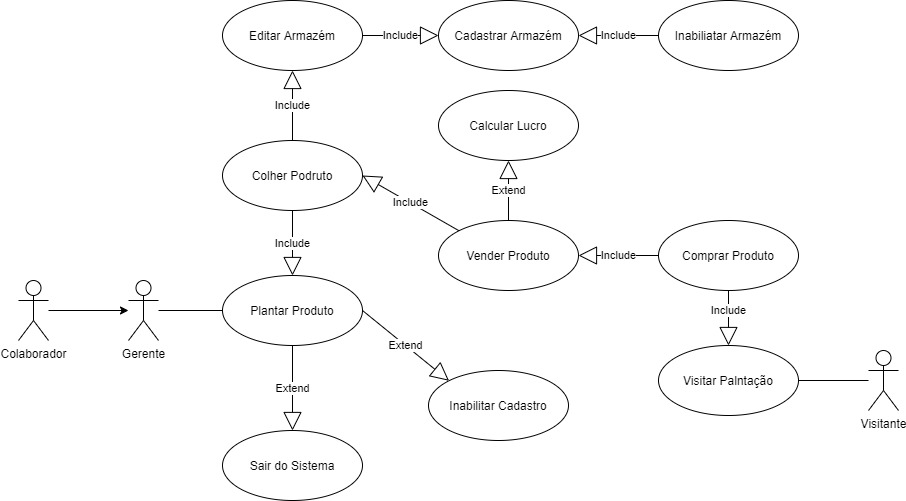 Editar Armazém
Include
Cadastrar Armazém
Include
Inabiliatar Armazém
Include
Calcular Lucro
Colher Podruto
Extend
Include
Include
Vender Produto
Include
Comprar Produto
Include
Plantar Produto
Colaborador
Gerente
Extend
Visitar Palntação
Extend
Inabilitar Cadastro
Visitante
Sair do Sistema